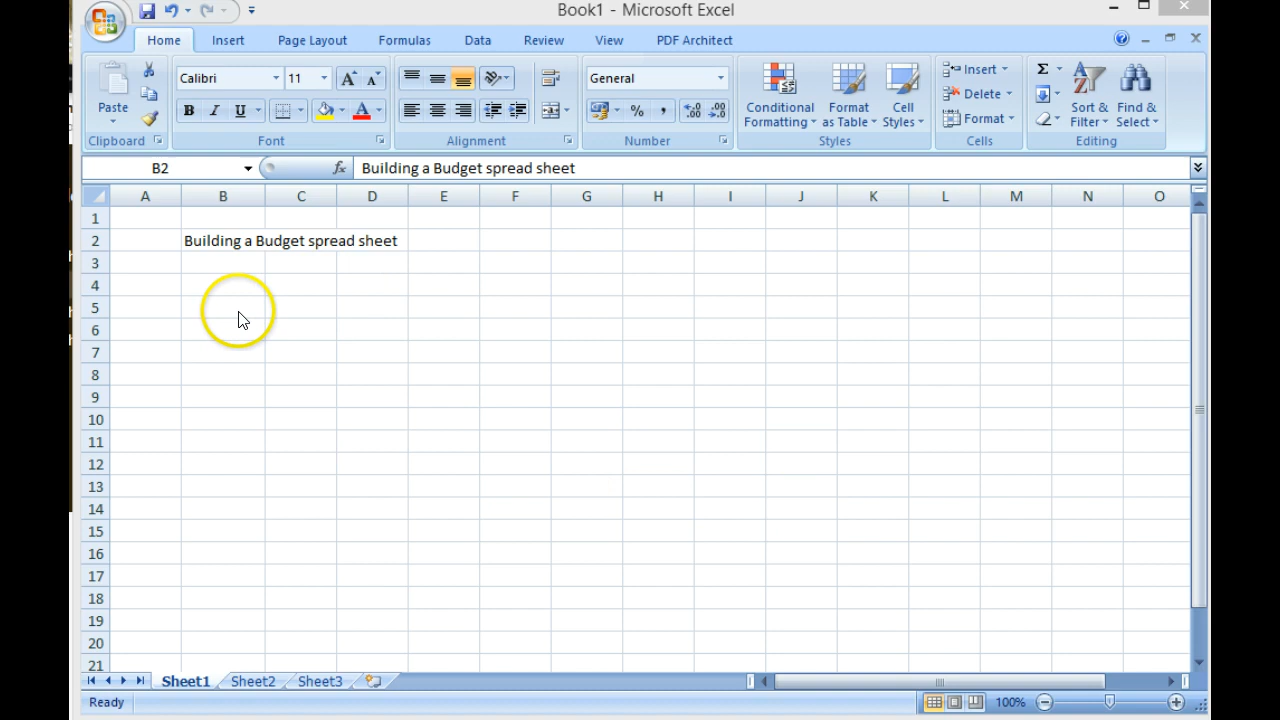 Book1 - Microsoft Excel
Home Insert Page Layout Formulas Data Review View PDF Architect
Paste
Clipboard
Calibri 11
B I U A
Font
Alignment
General
% ,
Number
Conditional Formatting
Format as Table
Cell Styles
Styles
Insert
Delete
Format
Cells
Σ
Sort & Filter
Find & Select
Editing
B2 fx Building a Budget spread sheet
A B C D E F G H I J K L M N O
1
2 Building a Budget spread sheet
3
4
5
6
7
8
9
10
11
12
13
14
15
16
17
18
19
20
21
Sheet1 Sheet2 Sheet3
Ready 100%